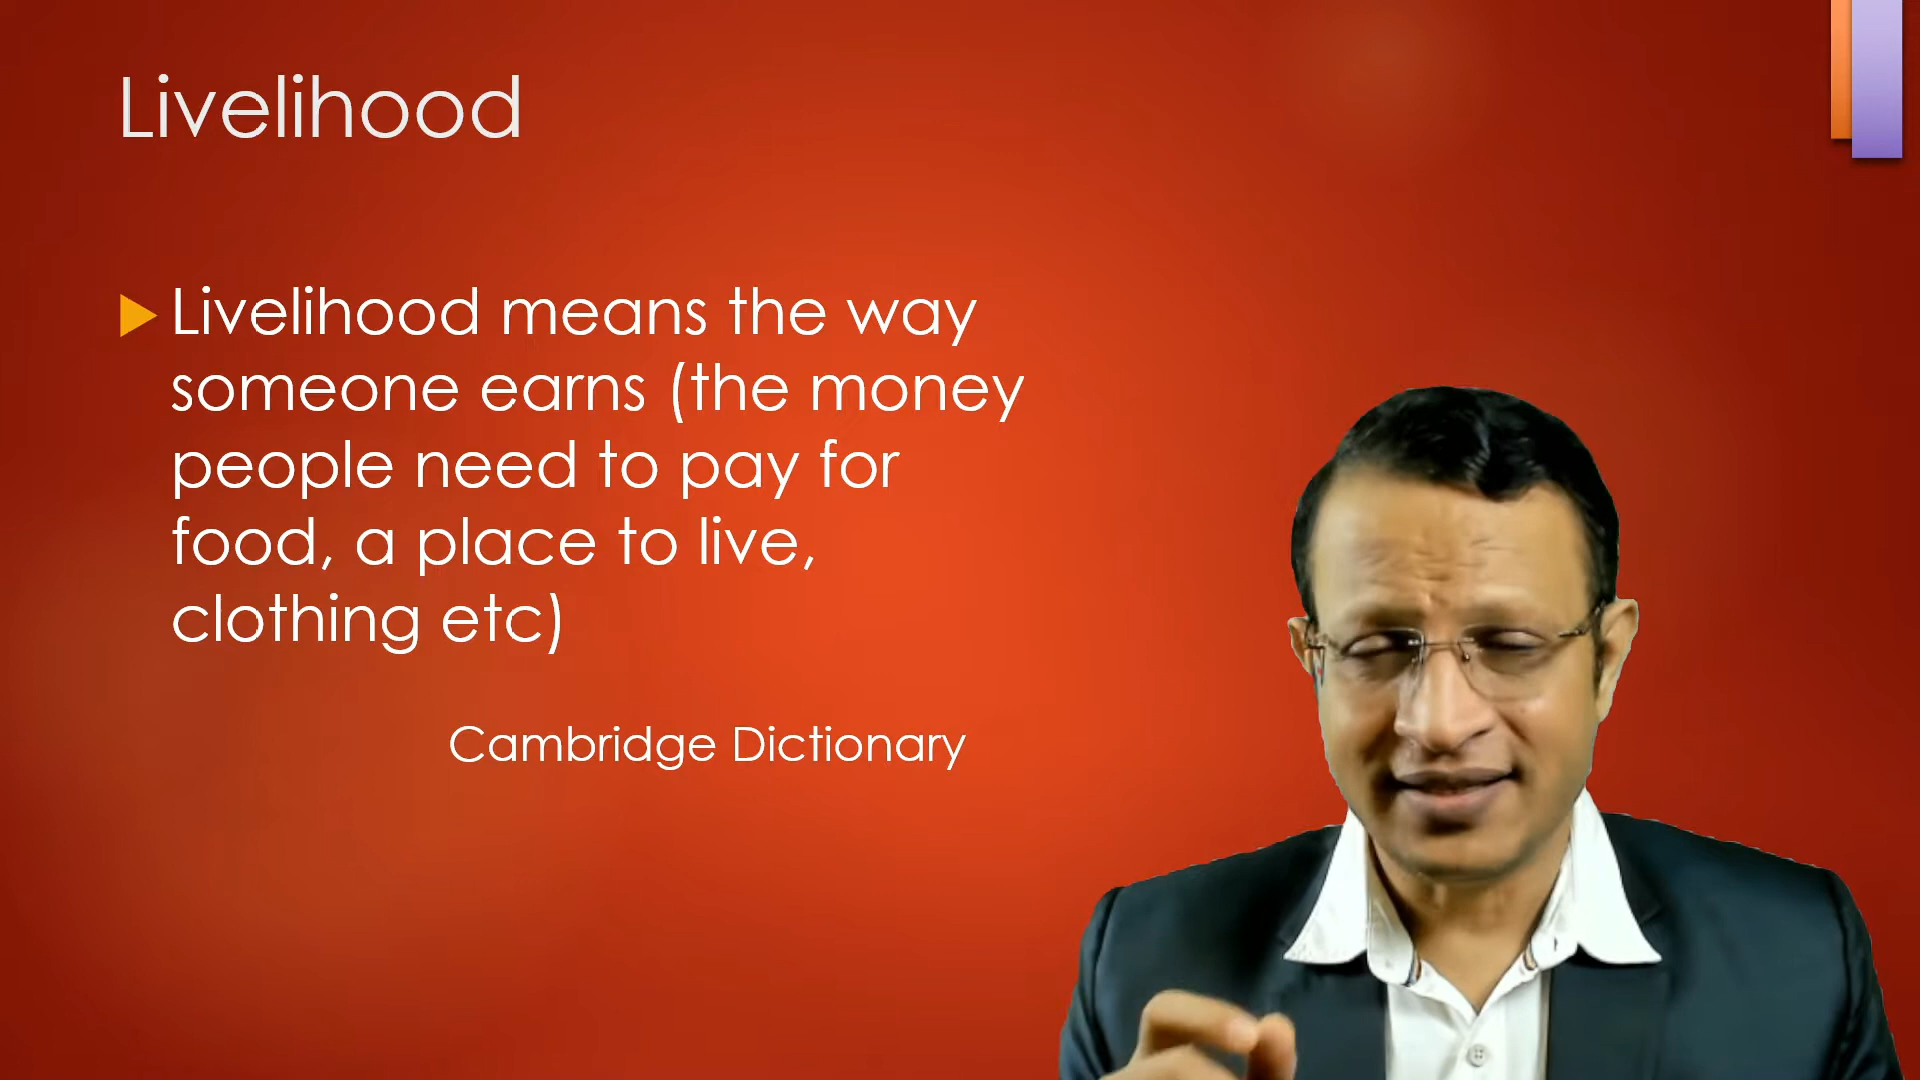 Livelihood
Livelihood means the way
someone earns (the money
people need to pay for
food, a place to live,
clothing etc)
Cambridge Dictionary